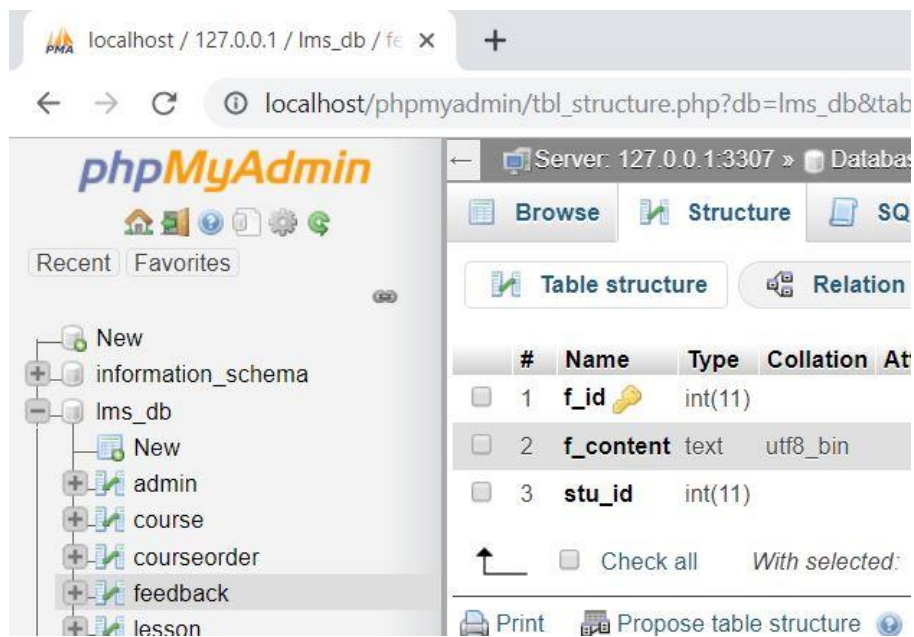 localhost / 127.0.0.1 / lms_db / fe
localhost/phpmyadmin/tbl_structure.php?db=lms_db&tab
phpMyAdmin
Recent Favorites
New
information_schema
lms_db
New
admin
course
courseorder
feedback
lesson
Server: 127.0.0.1:3307 » Databas
Browse Structure SQ
Table structure Relation
# Name Type Collation Att
1 f_id int(11)
2 f_content text utf8_bin
3 stu_id int(11)
Check all With selected:
Print Propose table structure